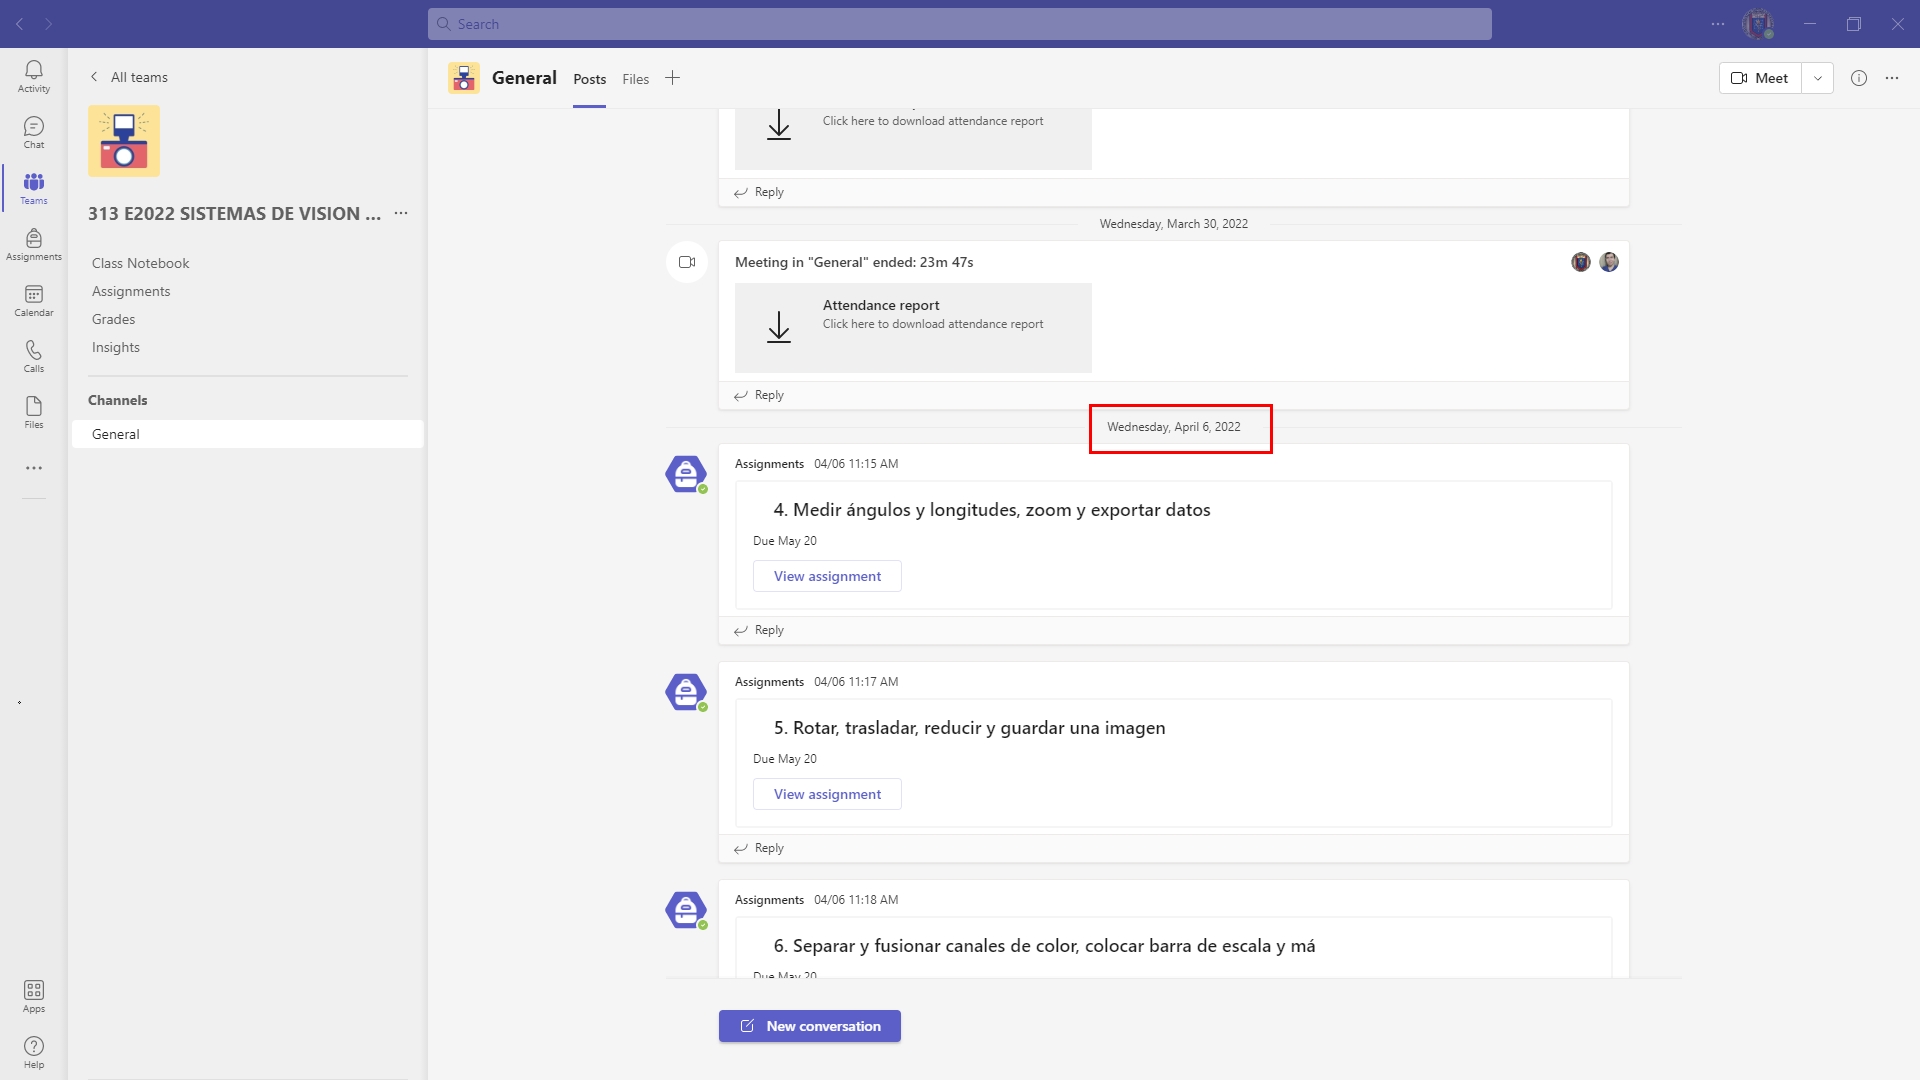 Search
Activity
Chat
Teams
Assignments
Calendar
Calls
Files
Apps
Help
All teams
313 E2022 SISTEMAS DE VISION ...
Class Notebook
Assignments
Grades
Insights
Channels
General
General Posts Files
Meet
Click here to download attendance report
Reply
Wednesday, March 30, 2022
Meeting in "General" ended: 23m 47s
Attendance report
Click here to download attendance report
Reply
Wednesday, April 6, 2022
Assignments 04/06 11:15 AM
4. Medir ángulos y longitudes, zoom y exportar datos
Due May 20
View assignment
Reply
Assignments 04/06 11:17 AM
5. Rotar, trasladar, reducir y guardar una imagen
Due May 20
View assignment
Reply
Assignments 04/06 11:18 AM
6. Separar y fusionar canales de color, colocar barra de escala y má
Due May 20
New conversation